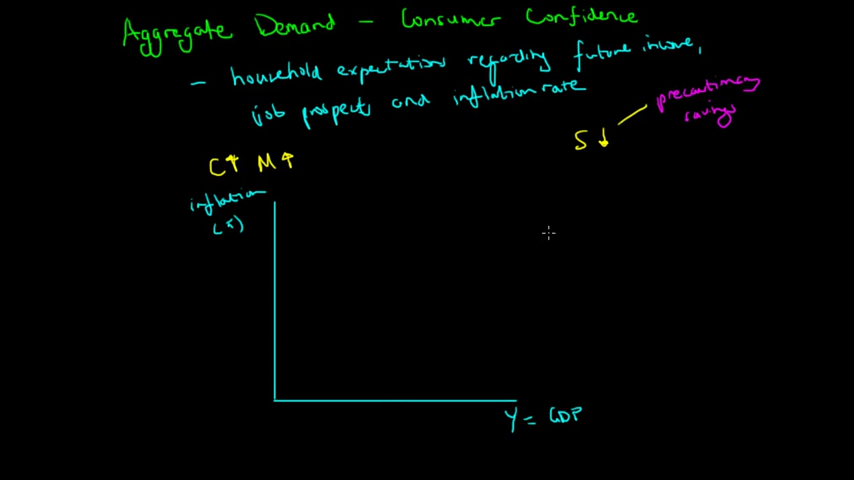 Aggregate Demand - Consumer Confidence
- household expectations regarding future income,
job prospects and inflation rate
precautionary
savings
S ↓
C↑ M↑
inflation
(π)
Y = GDP